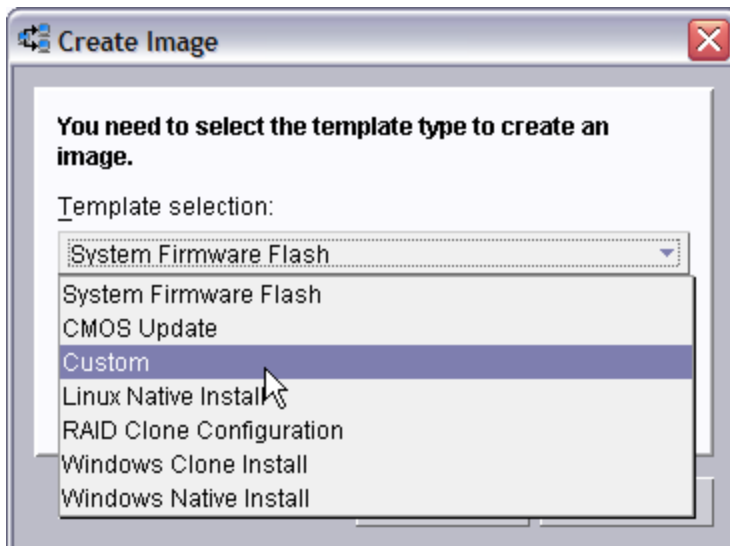 Create Image
You need to select the template type to create an
image.
Template selection:
System Firmware Flash
System Firmware Flash
CMOS Update
Custom
Linux Native Install
RAID Clone Configuration
Windows Clone Install
Windows Native Install